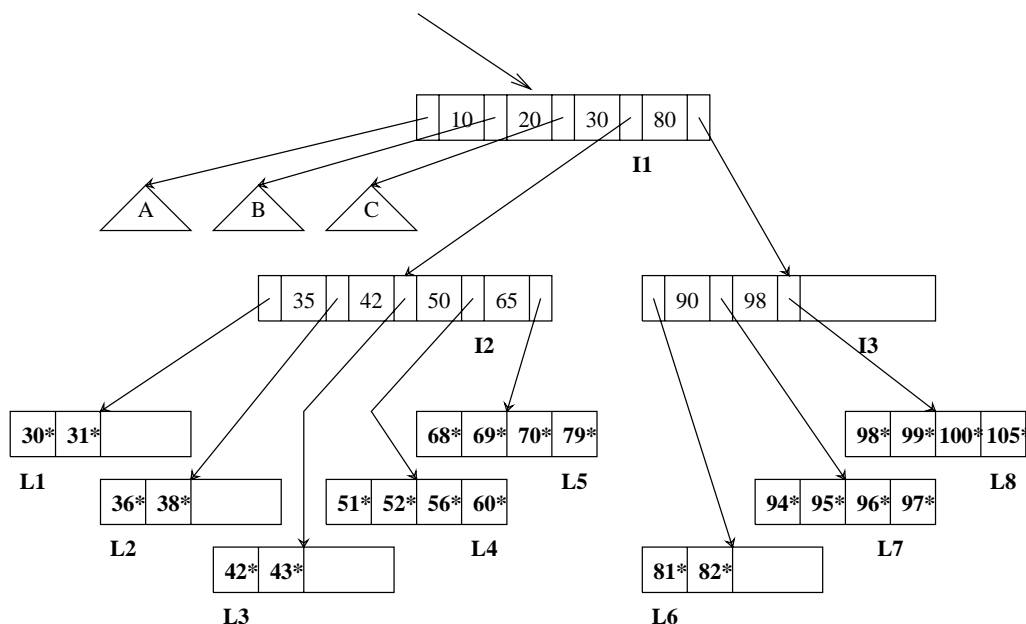 10 20 30 80
I1
A B C
35 42 50 65
90 98
I2
I3
30* 31*
68* 69* 70* 79*
98* 99* 100* 105*
L1
L5
L8
36* 38*
51* 52* 56* 60*
94* 95* 96* 97*
L2
L4
L7
42* 43*
81* 82*
L3
L6